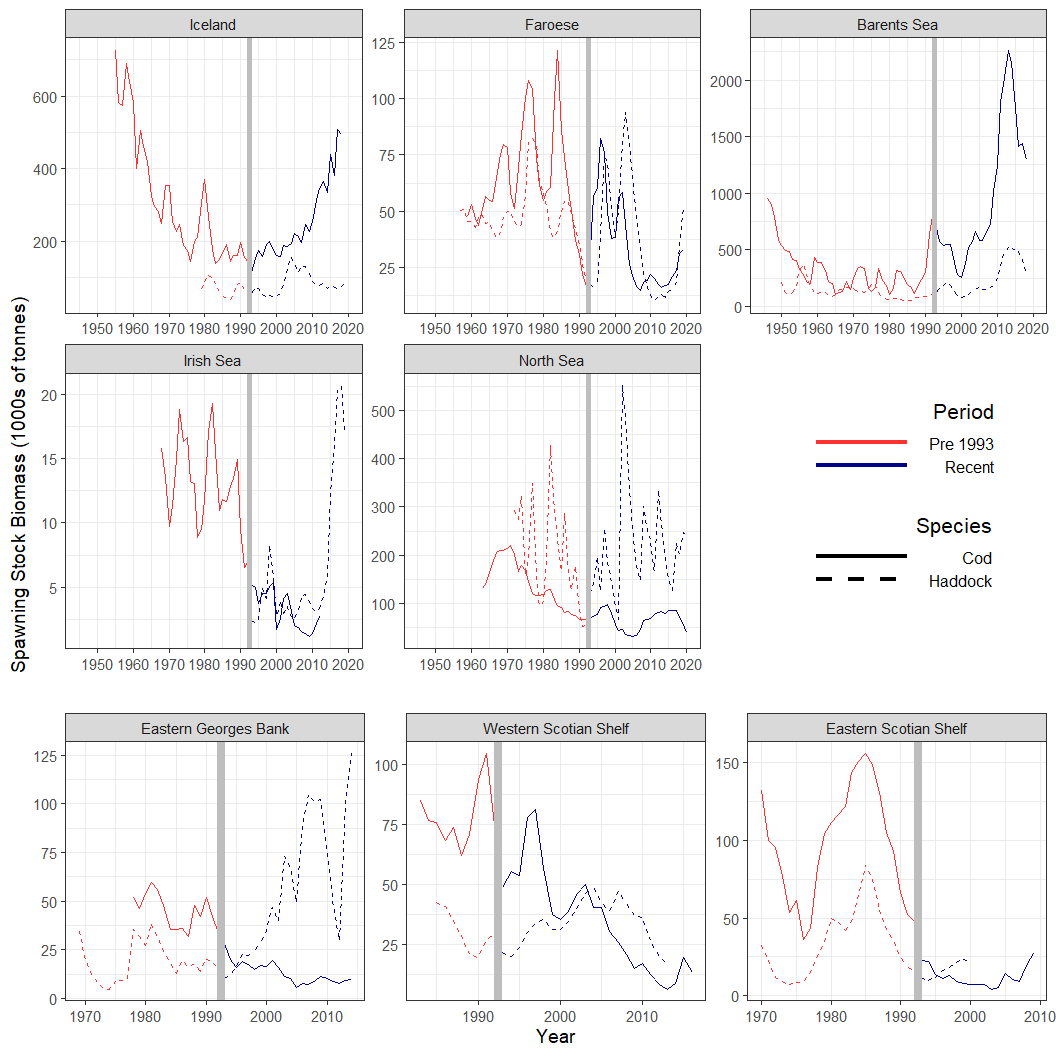 Iceland
Faroese
Barents Sea
600
400
200
1950 1960 1970 1980 1990 2000 2010 2020
125
100
75
50
25
1950 1960 1970 1980 1990 2000 2010 2020
2000
1500
1000
500
0
1950 1960 1970 1980 1990 2000 2010 2020
Spawning Stock Biomass (1000s of tonnes)
Irish Sea
North Sea
20
15
10
5
1950 1960 1970 1980 1990 2000 2010 2020
500
400
300
200
100
1950 1960 1970 1980 1990 2000 2010 2020
Period
Pre 1993
Recent
Species
Cod
Haddock
Eastern Georges Bank
Western Scotian Shelf
Eastern Scotian Shelf
125
100
75
50
25
0
1970 1980 1990 2000 2010
100
75
50
25
1990 2000 2010
150
100
50
0
1970 1980 1990 2000 2010
Year